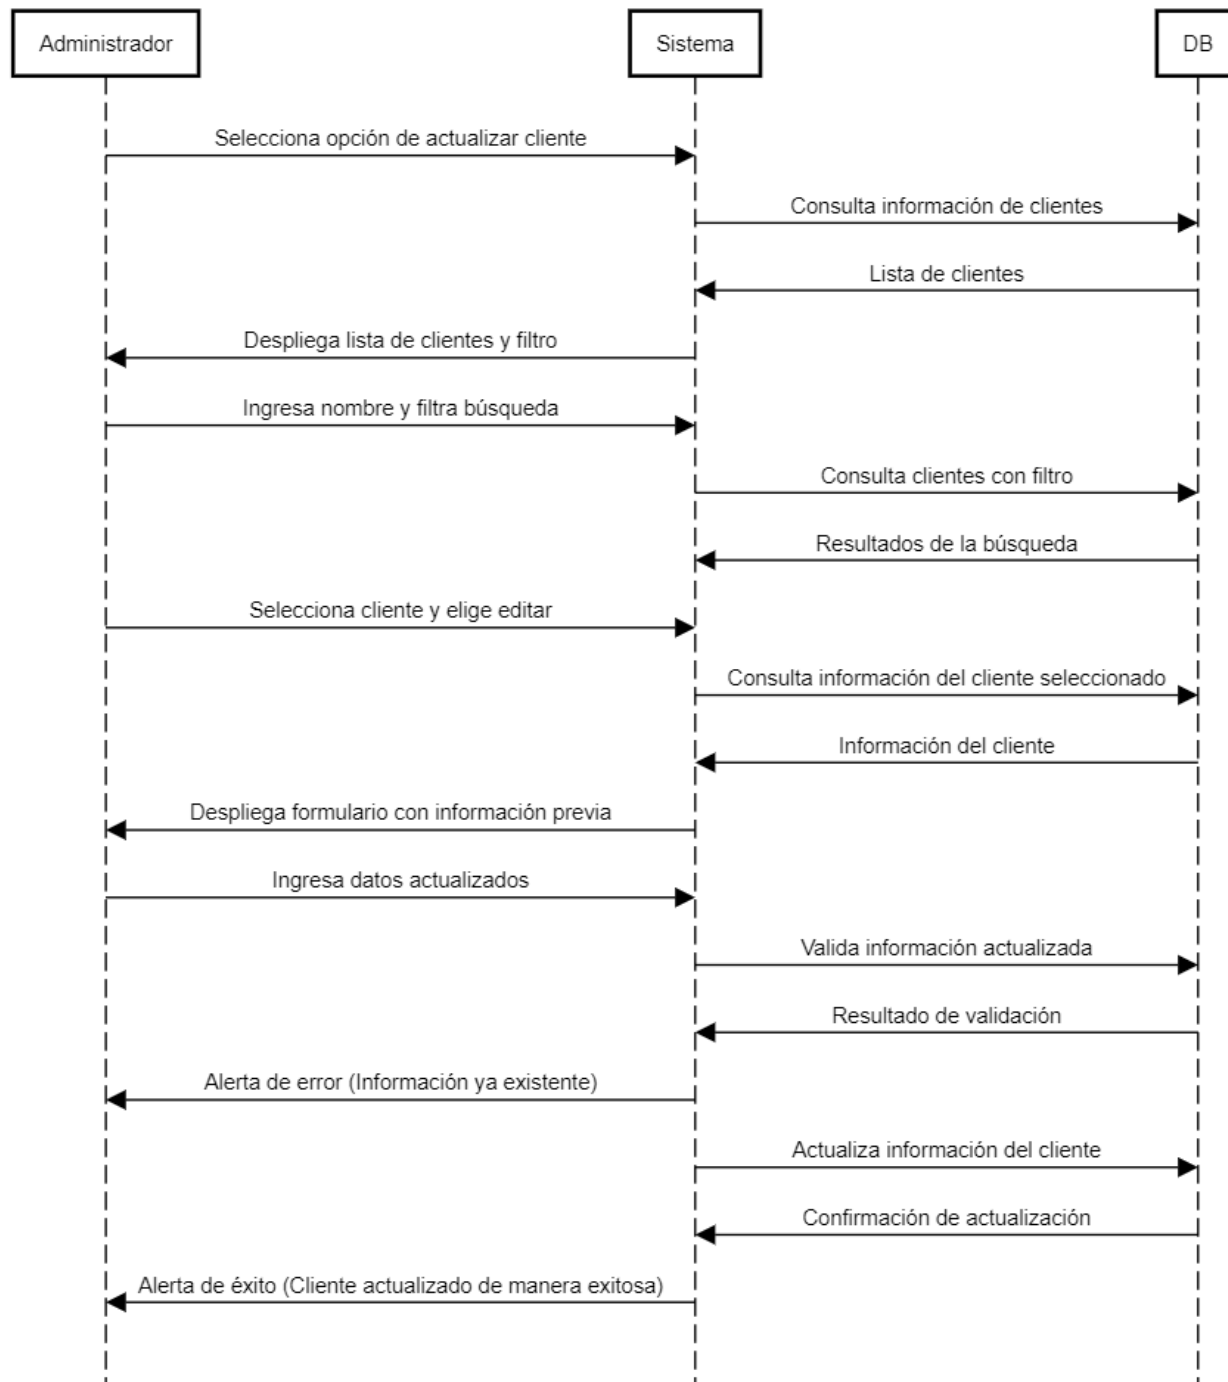 Administrador
Sistema
DB
Selecciona opción de actualizar cliente
Consulta información de clientes
Lista de clientes
Despliega lista de clientes y filtro
Ingresa nombre y filtra búsqueda
Consulta clientes con filtro
Resultados de la búsqueda
Selecciona cliente y elige editar
Consulta información del cliente seleccionado
Información del cliente
Despliega formulario con información previa
Ingresa datos actualizados
Valida información actualizada
Resultado de validación
Alerta de error (Información ya existente)
Actualiza información del cliente
Confirmación de actualización
Alerta de éxito (Cliente actualizado de manera exitosa)